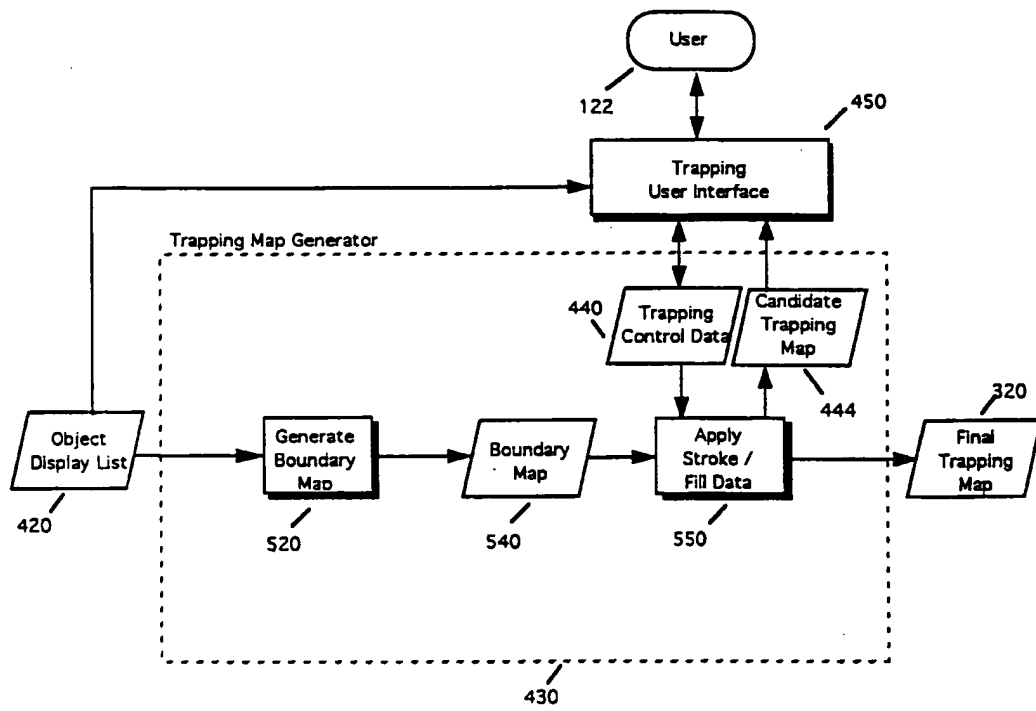 User
122
450
Trapping
User Interface
Trapping Map Generator
440
Trapping
Control Data
Candidate
Trapping
Map
444
320
Object
Display List
Generate
Boundary
Map
Boundary
Map
Apply
Stroke /
Fill Data
Final
Trapping
Map
420
520
540
550
430